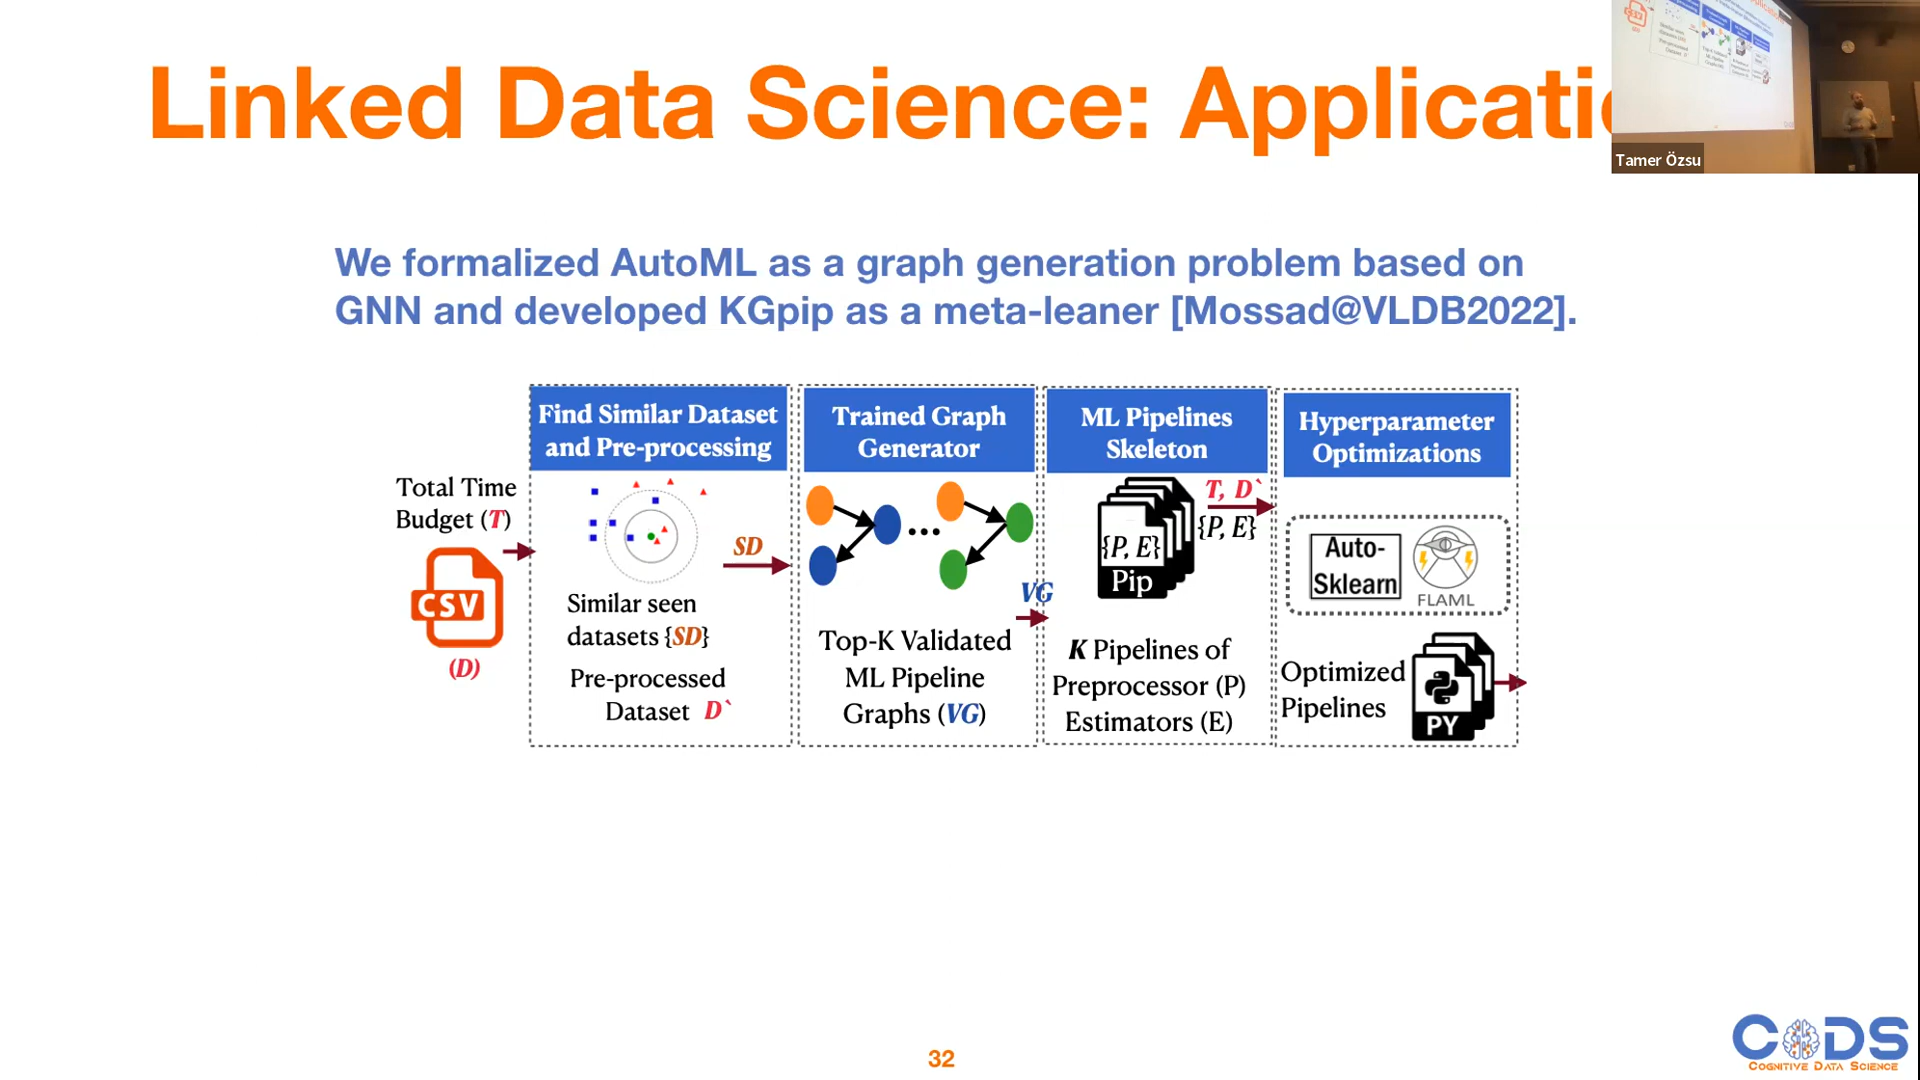 Linked Data Science: Applicatio
Tamer Özsu
We formalized AutoML as a graph generation problem based on
GNN and developed KGpip as a meta-leaner [Mossad@VLDB2022].
Total Time
Budget (T)
CSV
(D)
Find Similar Dataset
and Pre-processing
SD
Similar seen
datasets {SD}
Pre-processed
Dataset D`
Trained Graph
Generator
...
VG
Top-K Validated
ML Pipeline
Graphs (VG)
ML Pipelines
Skeleton
T, D`
{P, E}
{P, E}
Pip
K Pipelines of
Preprocessor (P)
Estimators (E)
Hyperparameter
Optimizations
Auto-
Sklearn
FLAML
Optimized
Pipelines
PY
32
CODS
Cognitive Data Science